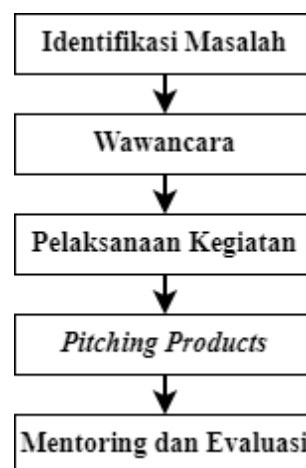 Identifikasi Masalah
Wawancara
Pelaksanaan Kegiatan
Pitching Products
Mentoring dan Evaluasi